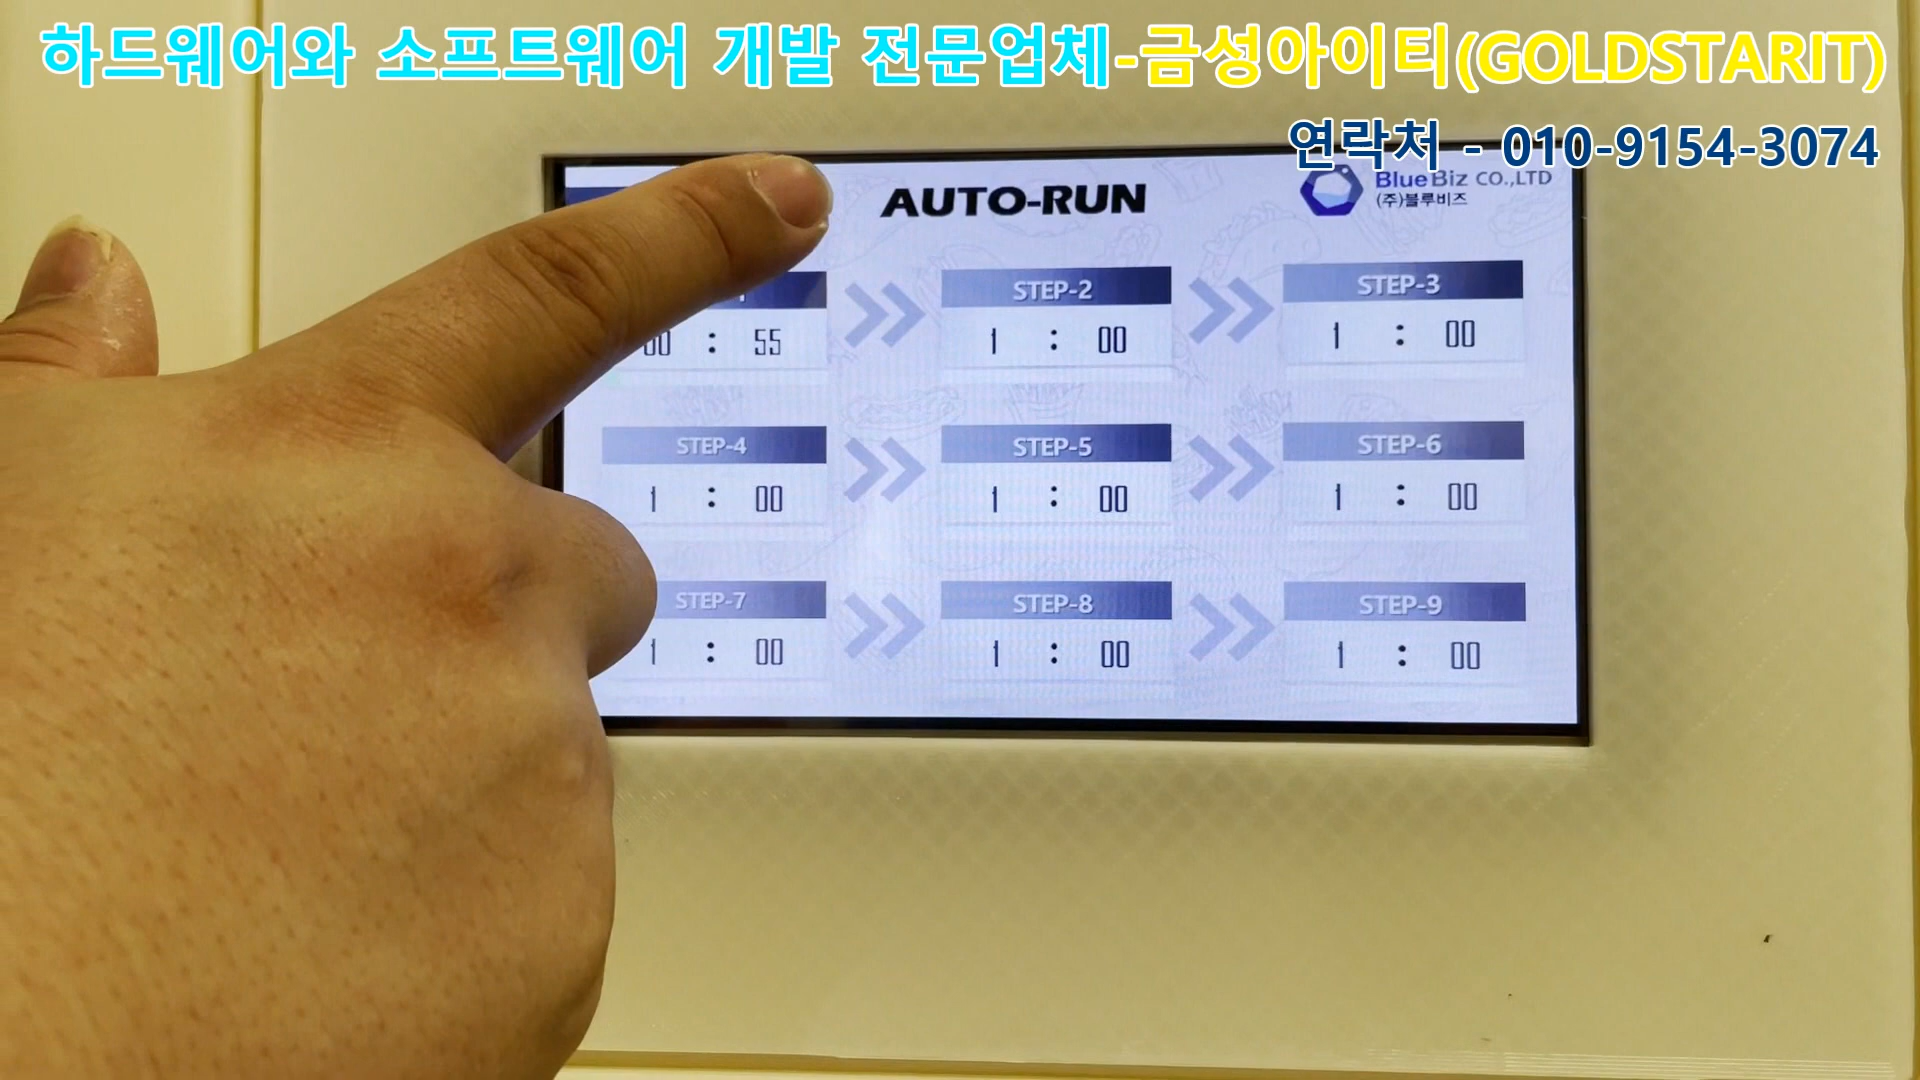 하드웨어와 소프트웨어 개발 전문업체-금성아이티(GOLDSTARIT)
연락처 - 010-9154-3074
AUTO-RUN
BlueBiz CO.,LTD
(주)블루비즈
STEP-2 STEP-3
: 55 1 : 00 1 : 00
STEP-4 STEP-5 STEP-6
1 : 00 1 : 00 1 : 00
STEP-7 STEP-8 STEP-9
1 : 00 1 : 00 1 : 00